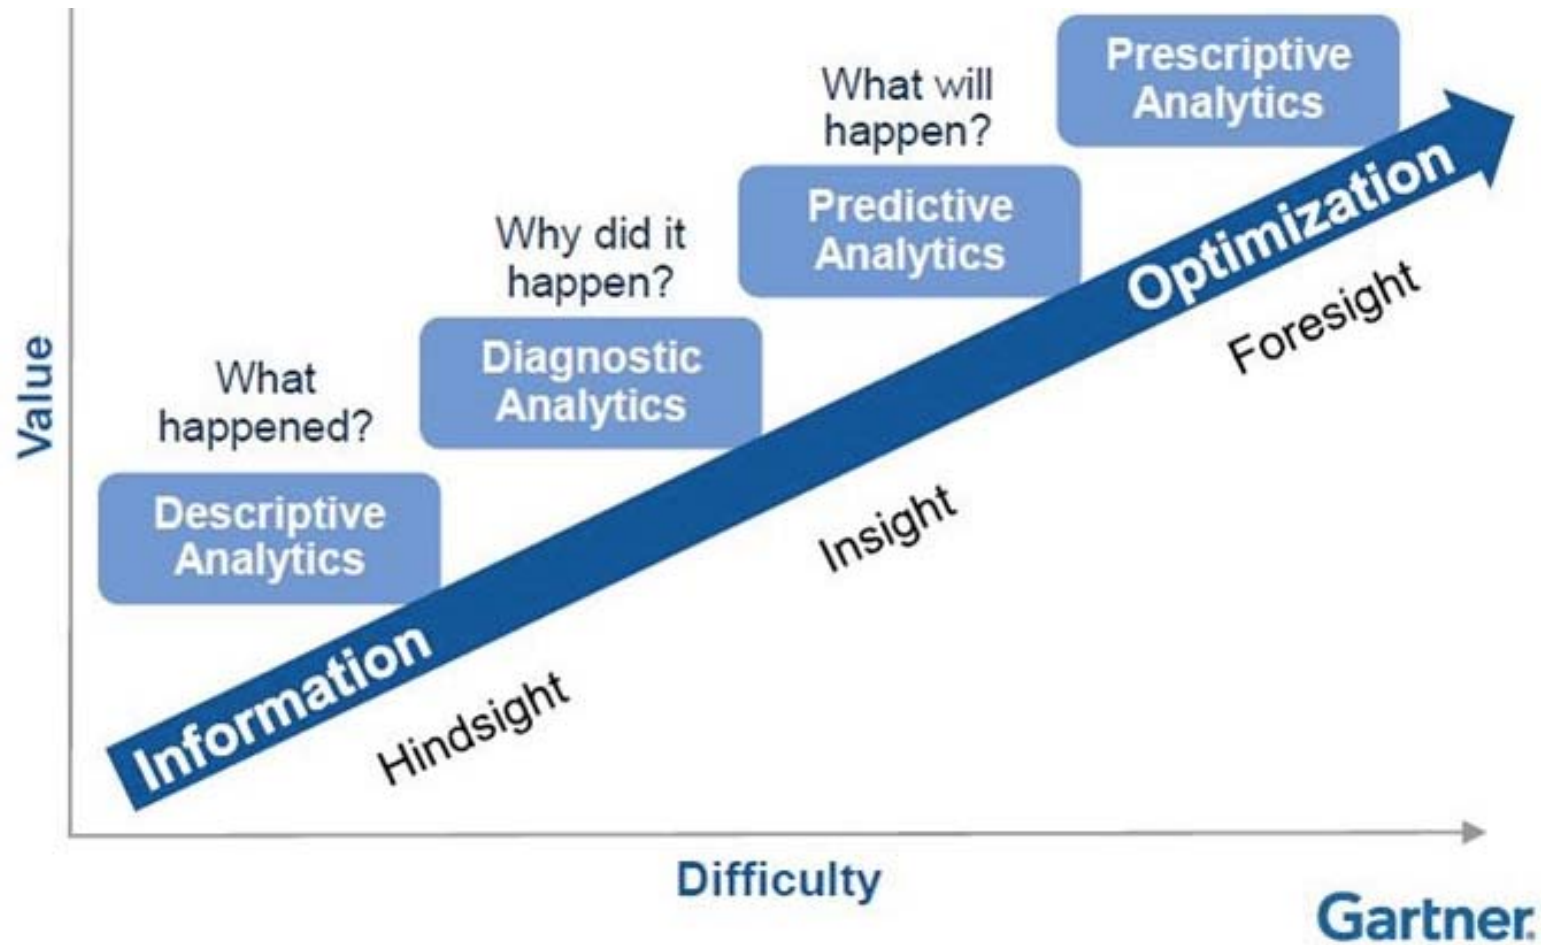 Prescriptive
Analytics
What will
happen?
Predictive
Analytics
Why did it
happen?
Diagnostic
Analytics
What
happened?
Descriptive
Analytics
Information
Optimization
Hindsight
Insight
Foresight
Value
Difficulty
Gartner.